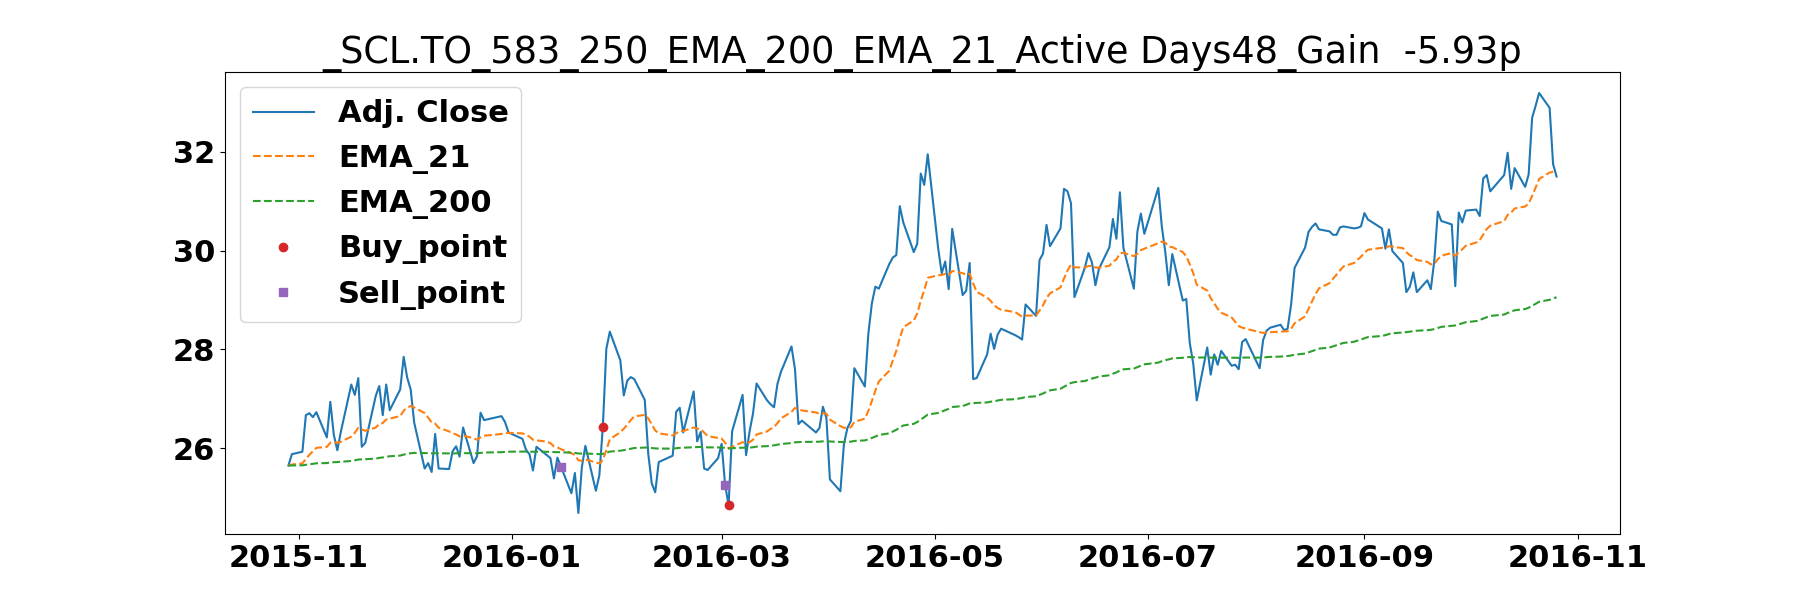 _SCL.TO_583_250_EMA_200_EMA_21_Active Days48_Gain  -5.93p
Adj. Close
EMA_21
EMA_200
Buy_point
Sell_point
32
30
28
26
2015-11 2016-01 2016-03 2016-05 2016-07 2016-09 2016-11